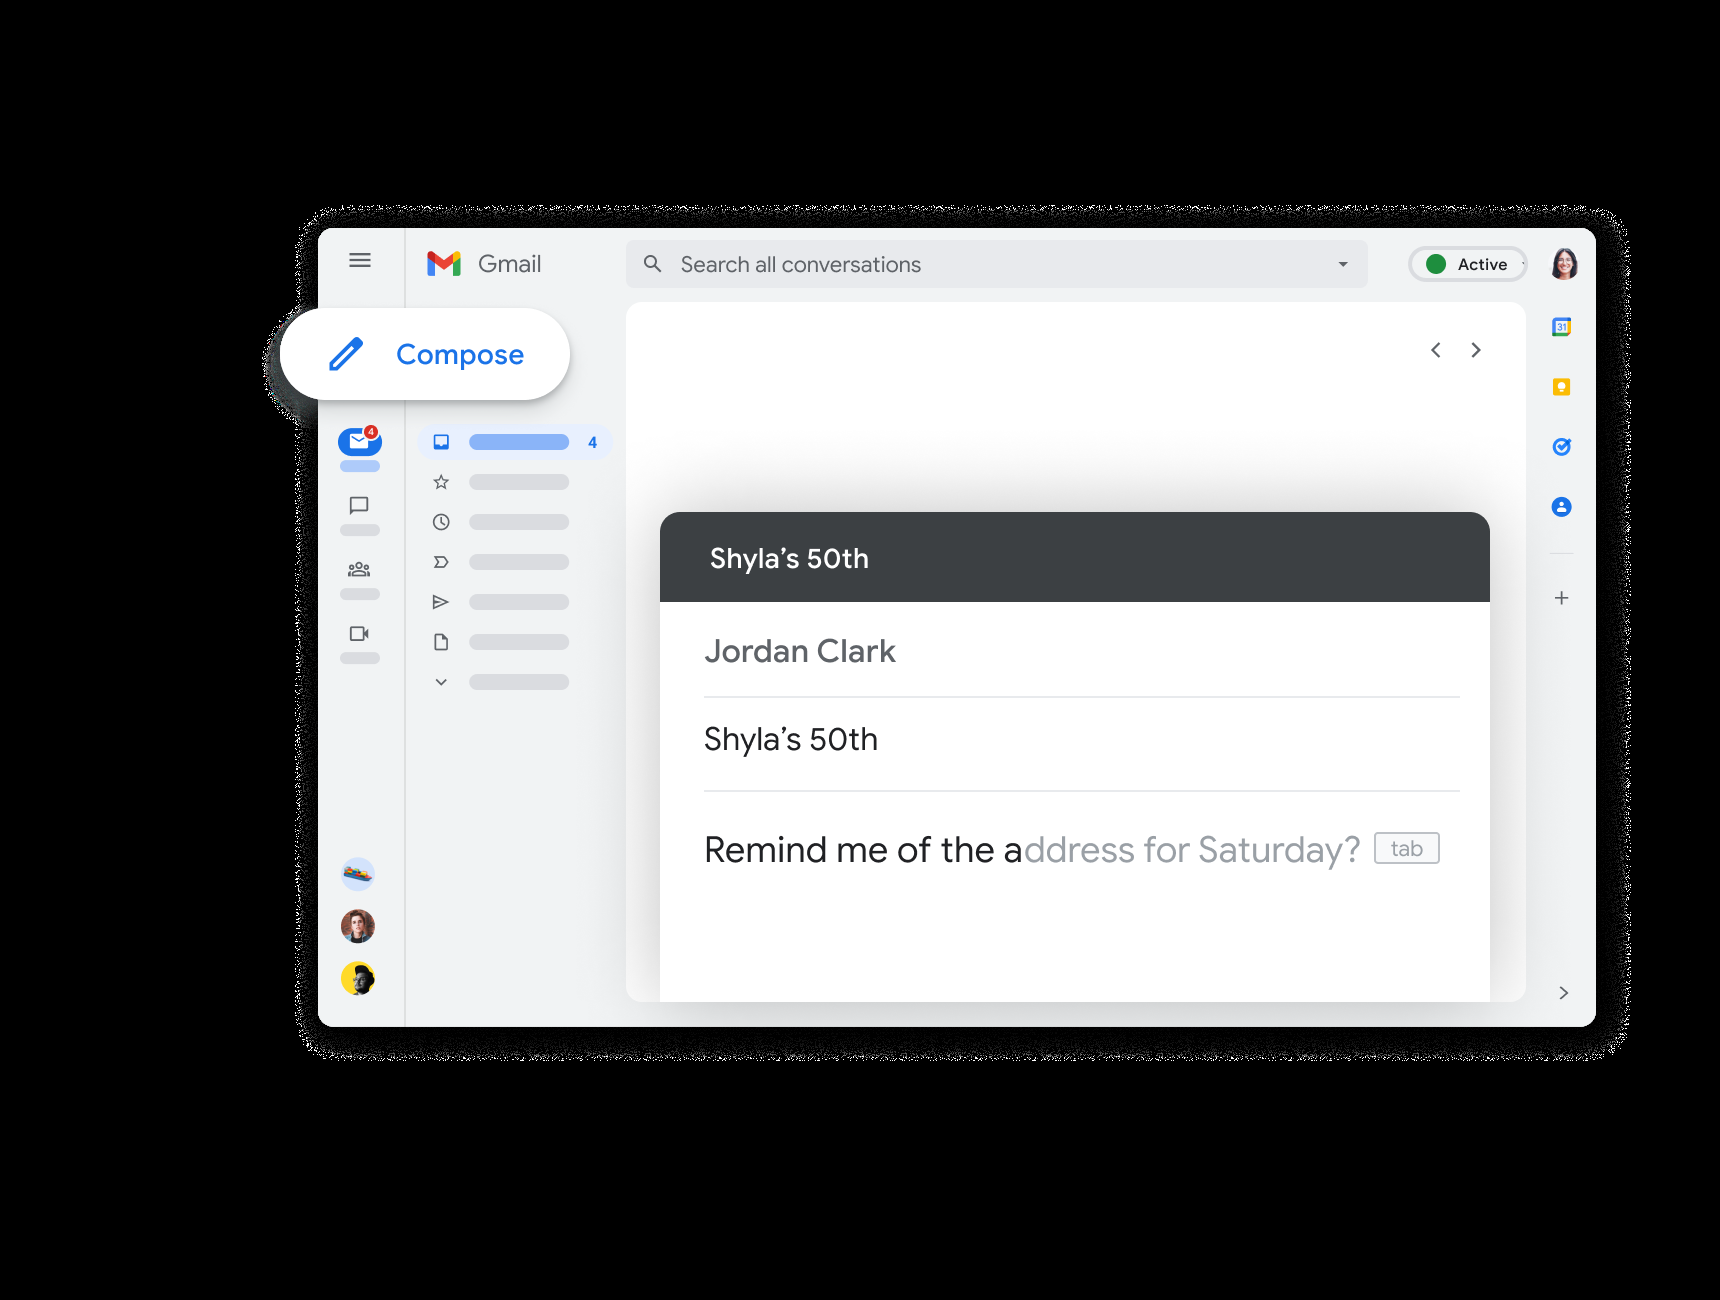 Gmail
Search all conversations
Active
Compose
31
4
4
Shyla’s 50th
Jordan Clark
Shyla’s 50th
Remind me of the address for Saturday? tab